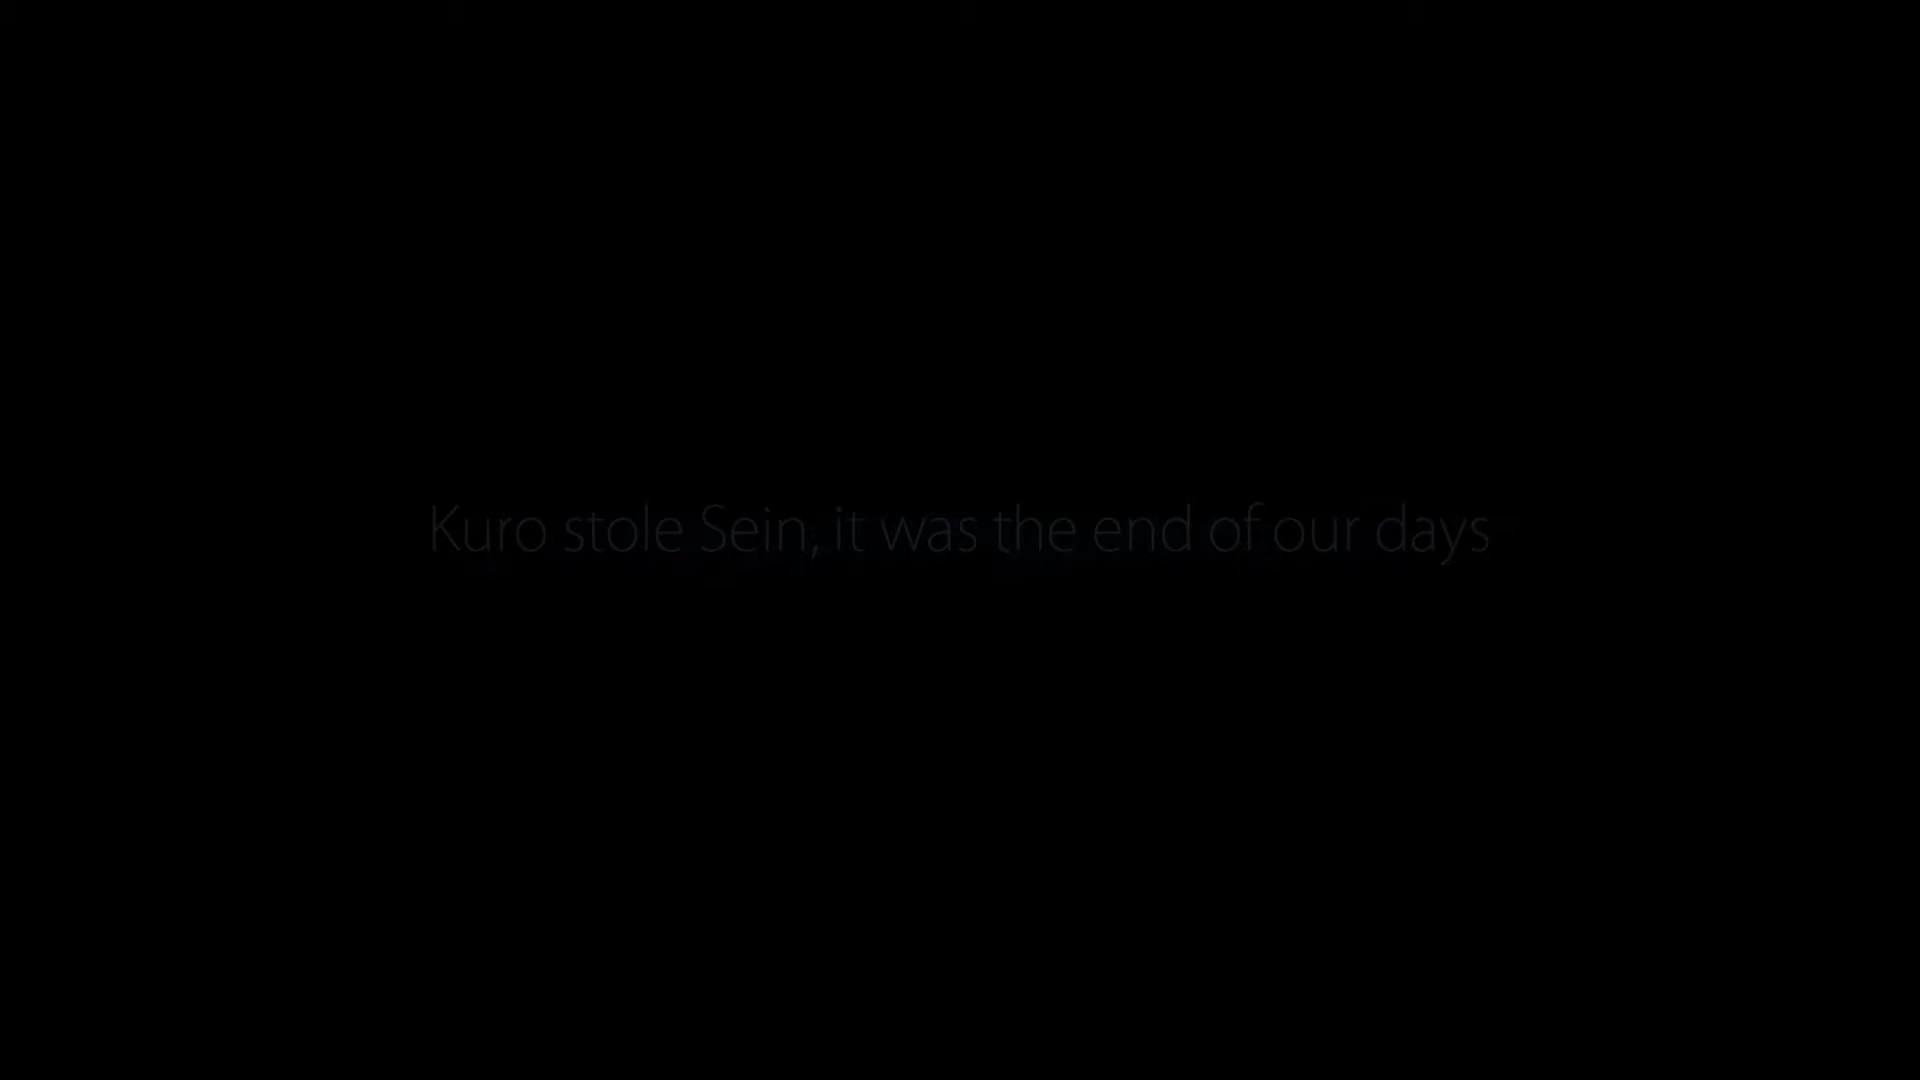 Kuro stole Sein, it was the end of our days